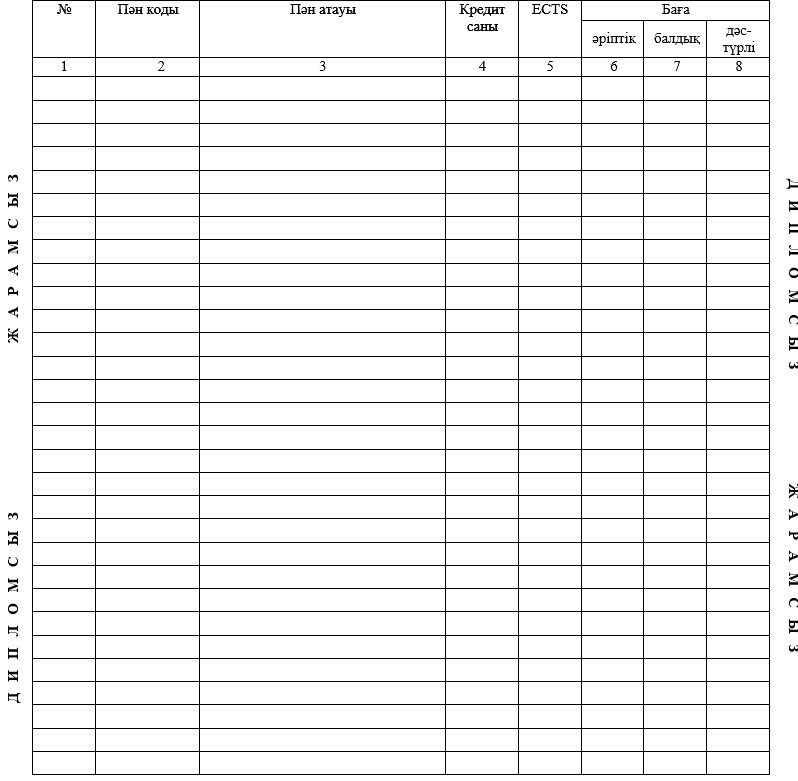 № Пән коды Пән атауы Кредит саны ECTS Баға
әріптік балдық дәс-түрлі
1 2 3 4 5 6 7 8
ДИПЛОМСЫЗ ЖАРАМСЫЗ
ДИПЛОМСЫЗ ЖАРАМСЫЗ